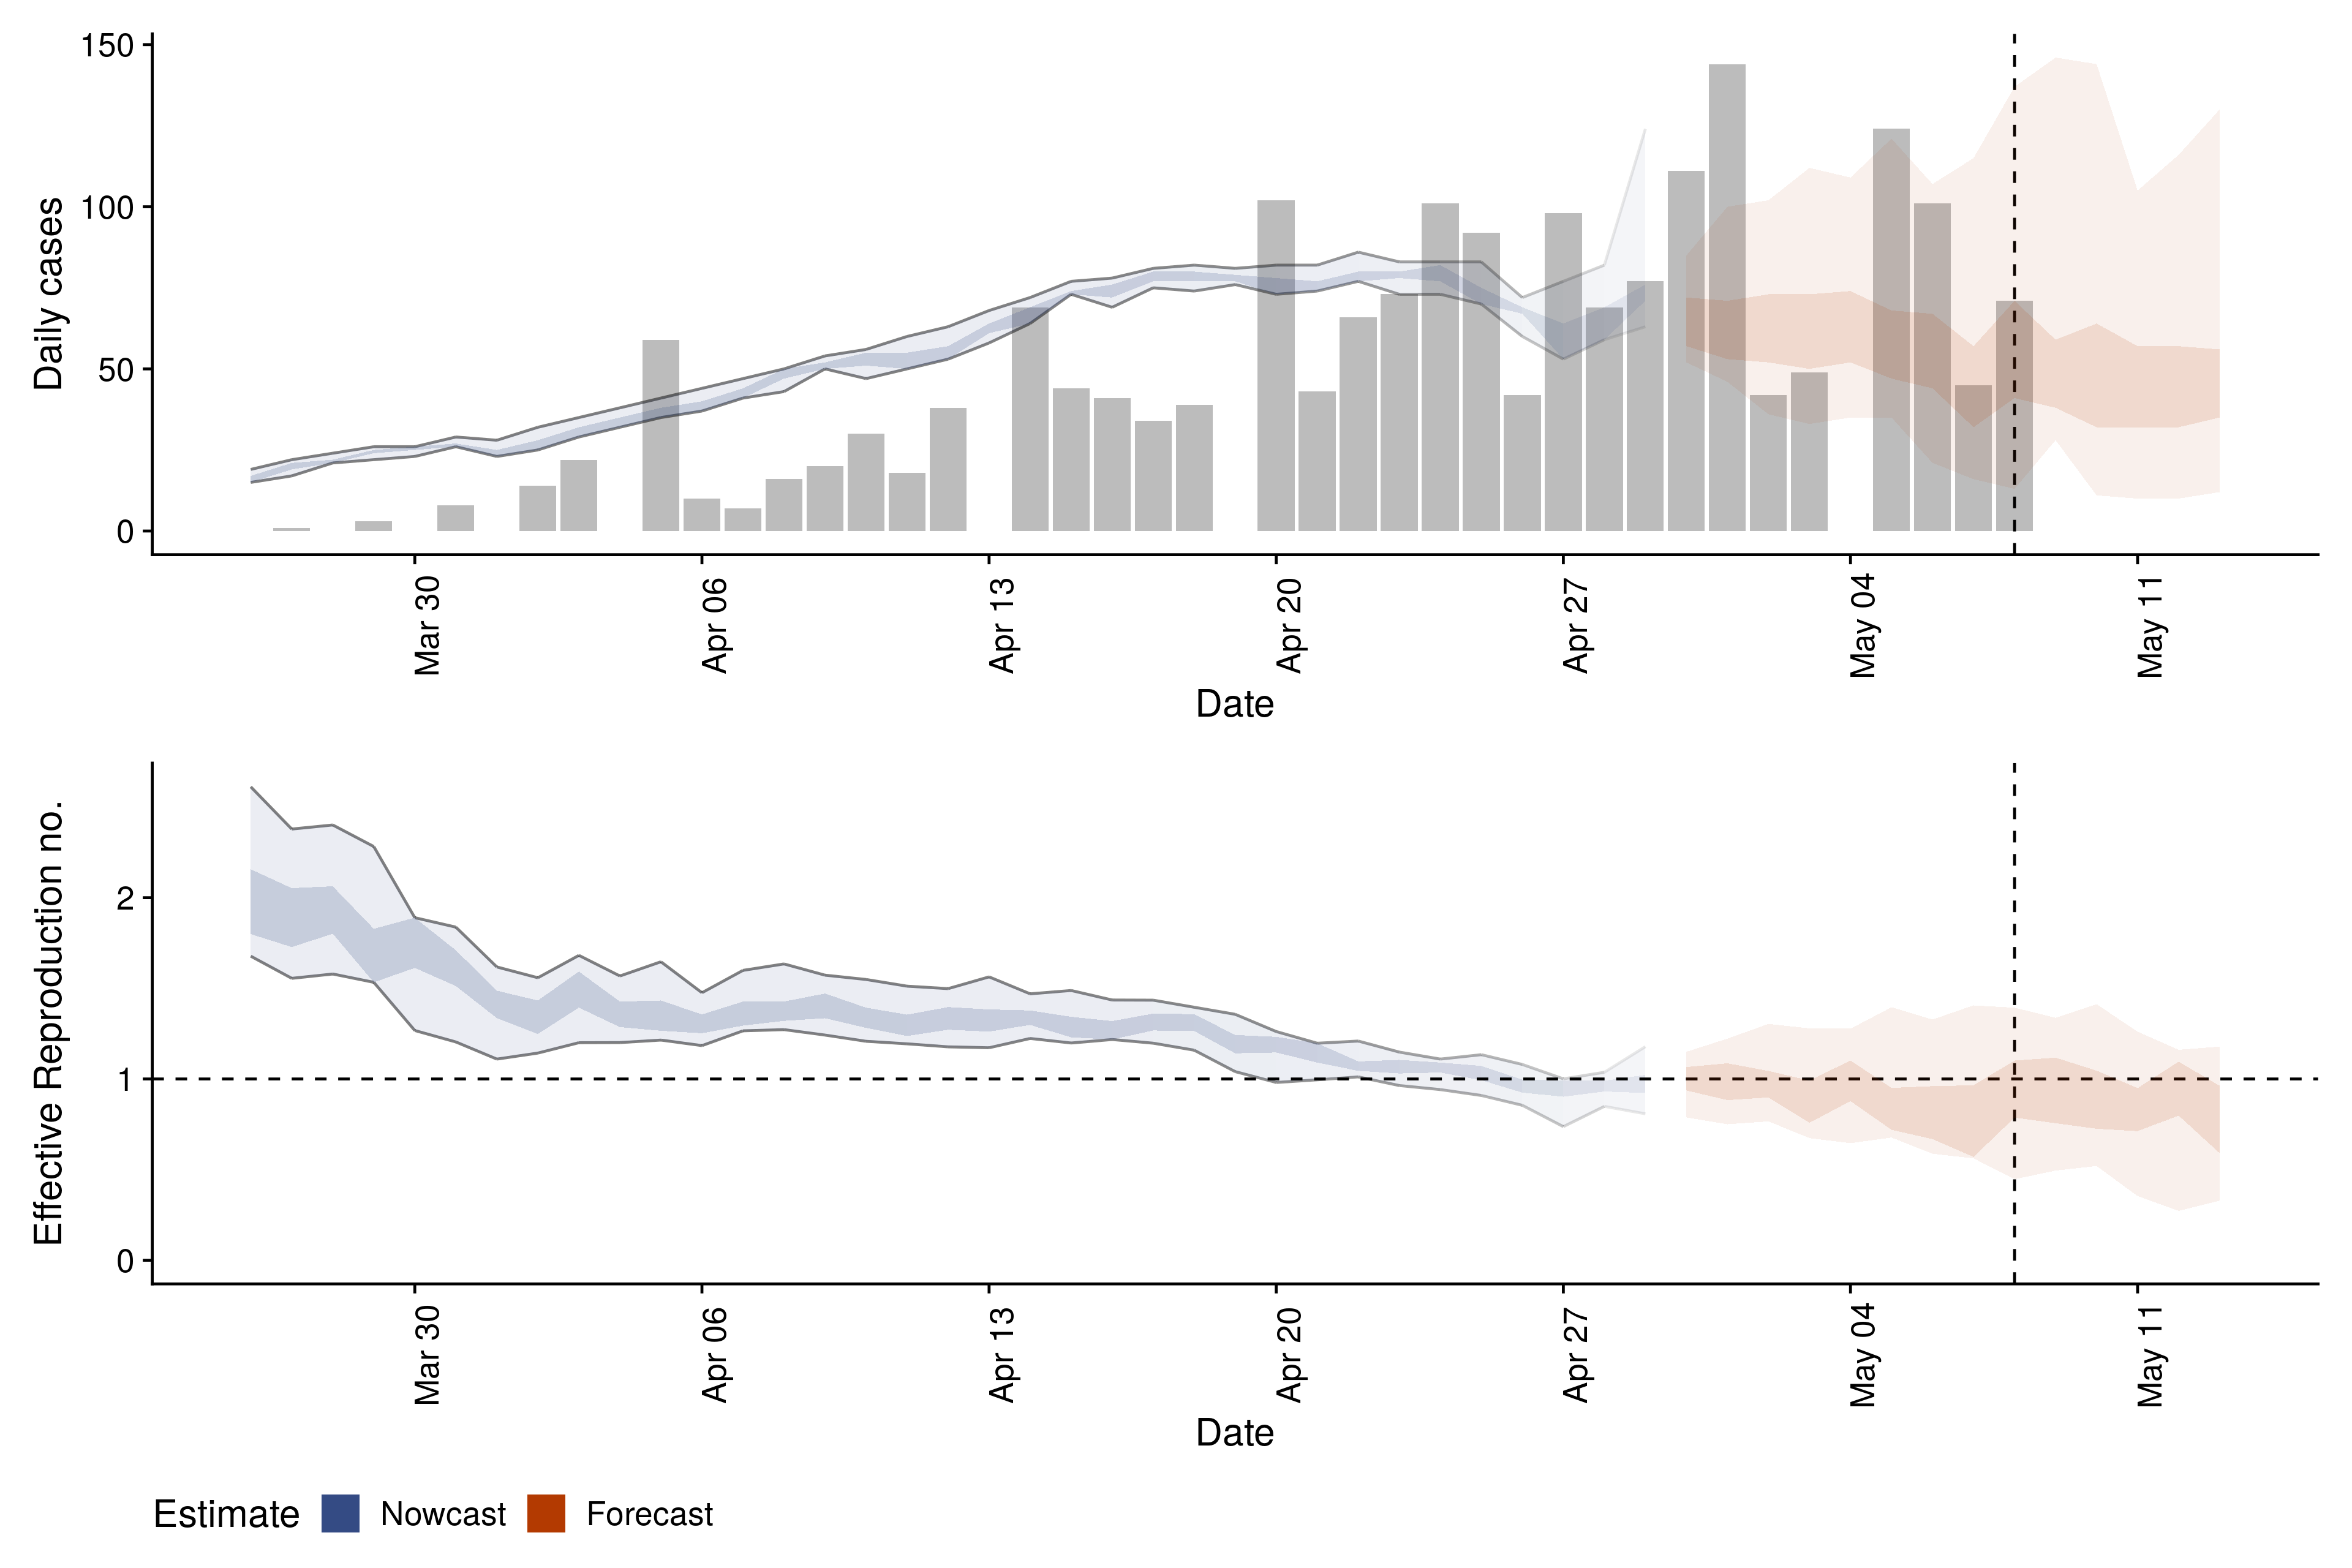 150
100
50
0
Daily cases
Mar 30
Apr 06
Apr 13
Apr 20
Apr 27
May 04
May 11
Date
2
1
0
Effective Reproduction no.
Mar 30
Apr 06
Apr 13
Apr 20
Apr 27
May 04
May 11
Date
Estimate Nowcast Forecast